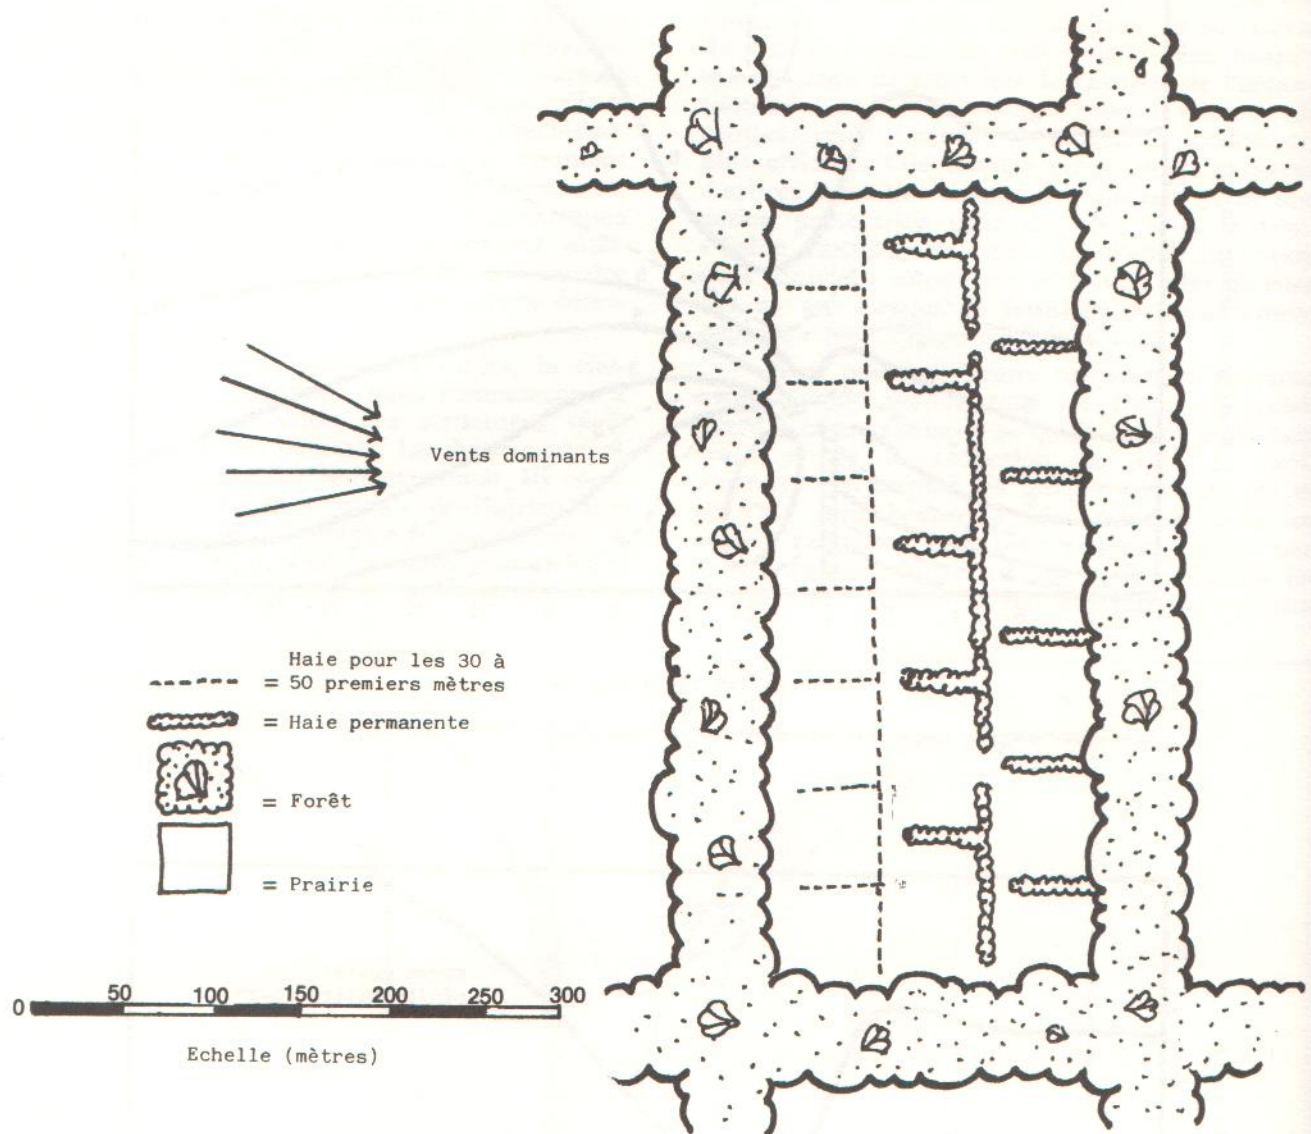 Vents dominants
Haie pour les 30 à
= 50 premiers mètres
= Haie permanente
= Forêt
= Prairie
0 50 100 150 200 250 300
Echelle (mètres)